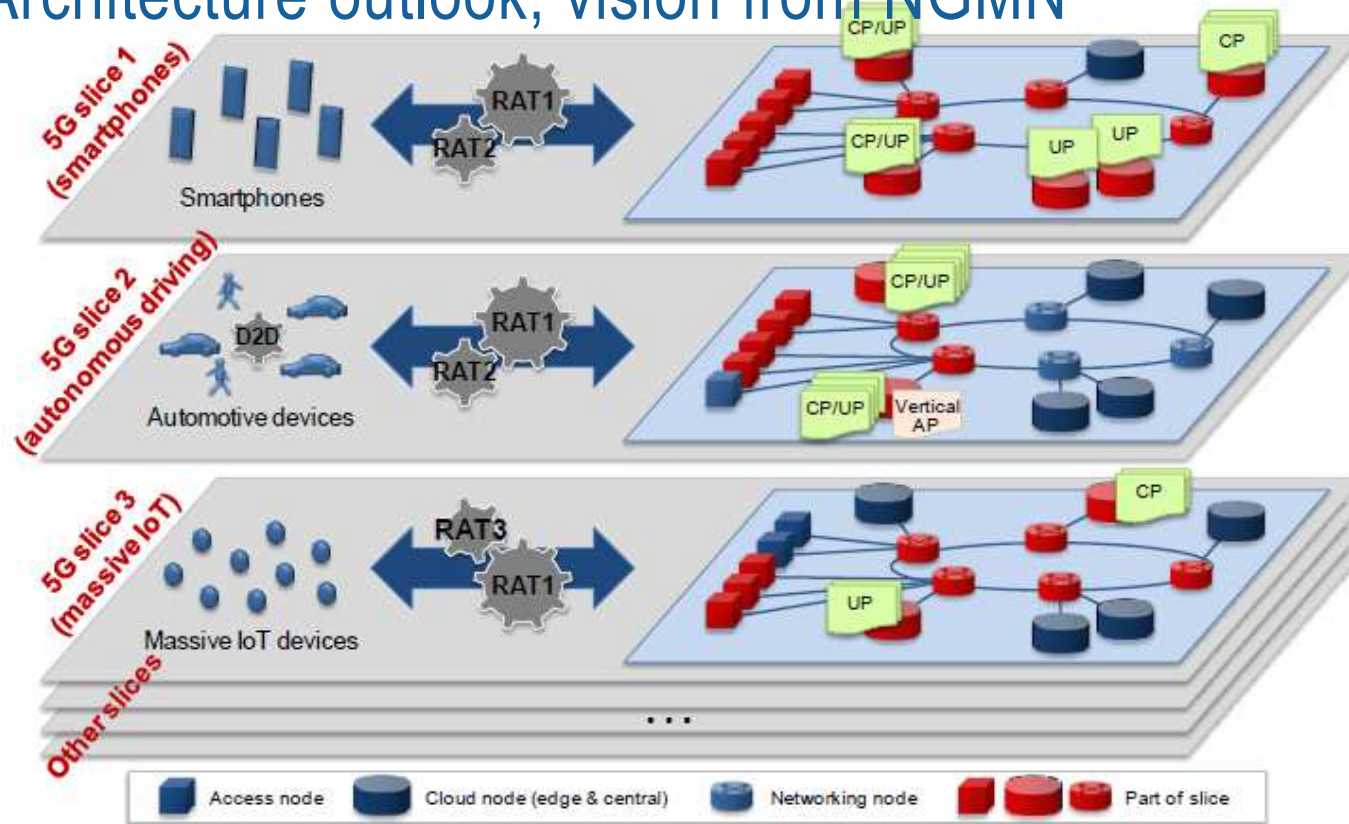 Architecture outlook, vision from NGMN
5G slice 1
(smartphones)
Smartphones
RAT1
RAT2
CP/UP
CP
CP/UP
UP
UP
5G slice 2
(autonomous driving)
D2D
Automotive devices
RAT1
RAT2
CP/UP
CP/UP
Vertical
AP
5G slice 3
(massive IoT)
Massive IoT devices
RAT3
RAT1
CP
UP
Other slices
...
Access node
Cloud node (edge & central)
Networking node
Part of slice